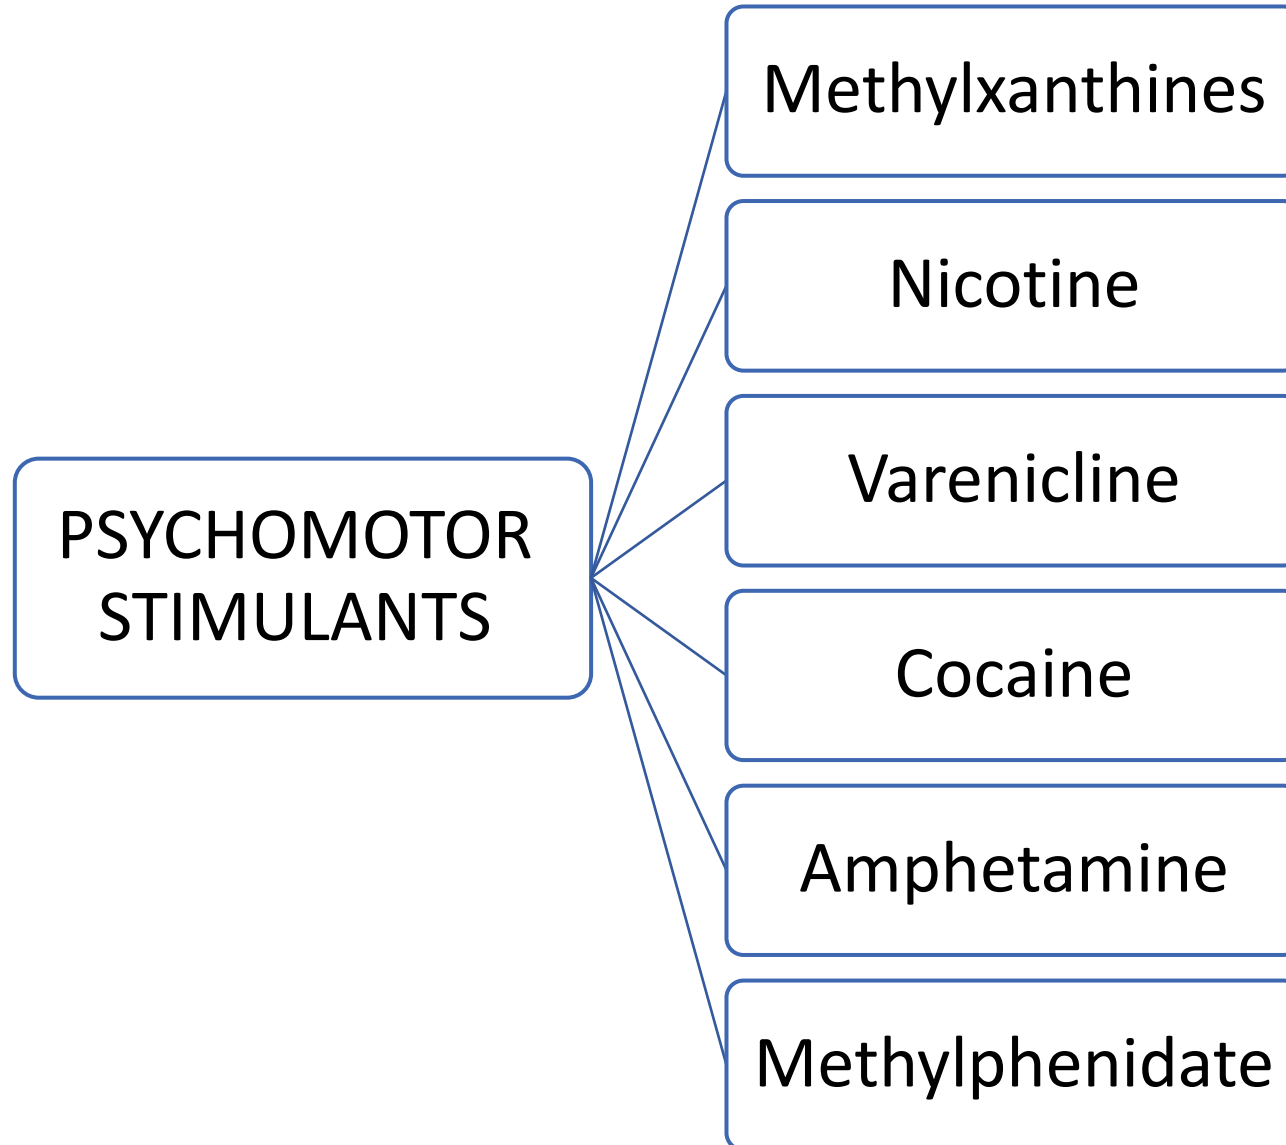 Methylxanthines
Nicotine
Varenicline
PSYCHOMOTOR
STIMULANTS
Cocaine
Amphetamine
Methylphenidate